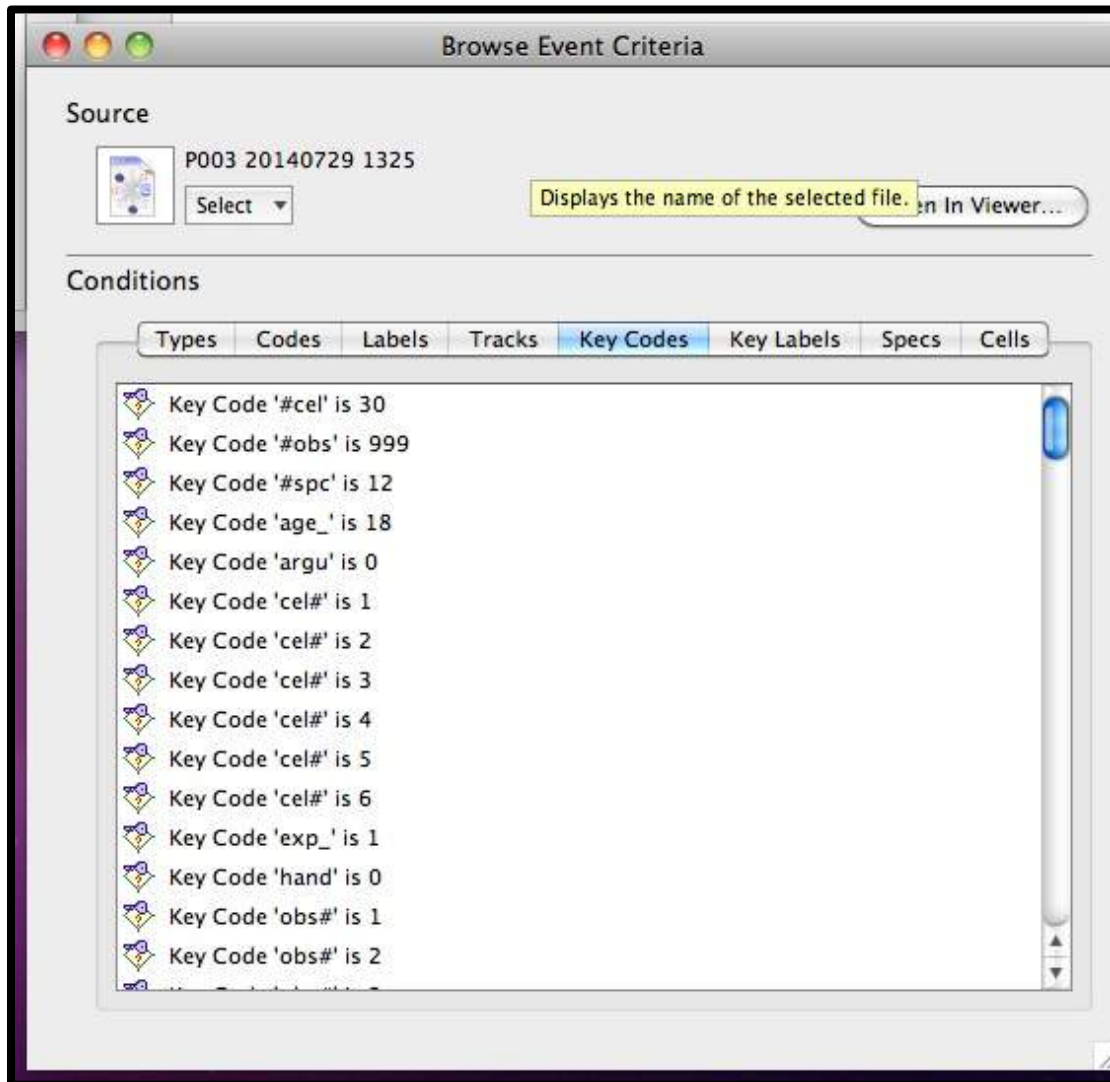 Browse Event Criteria
Source
P003 20140729 1325
Select
Displays the name of the selected file.
en In Viewer...
Conditions
Types Codes Labels Tracks Key Codes Key Labels Specs Cells
Key Code '#cel' is 30
Key Code '#obs' is 999
Key Code '#spc' is 12
Key Code 'age_' is 18
Key Code 'argu' is 0
Key Code 'cel#' is 1
Key Code 'cel#' is 2
Key Code 'cel#' is 3
Key Code 'cel#' is 4
Key Code 'cel#' is 5
Key Code 'cel#' is 6
Key Code 'exp_' is 1
Key Code 'hand' is 0
Key Code 'obs#' is 1
Key Code 'obs#' is 2